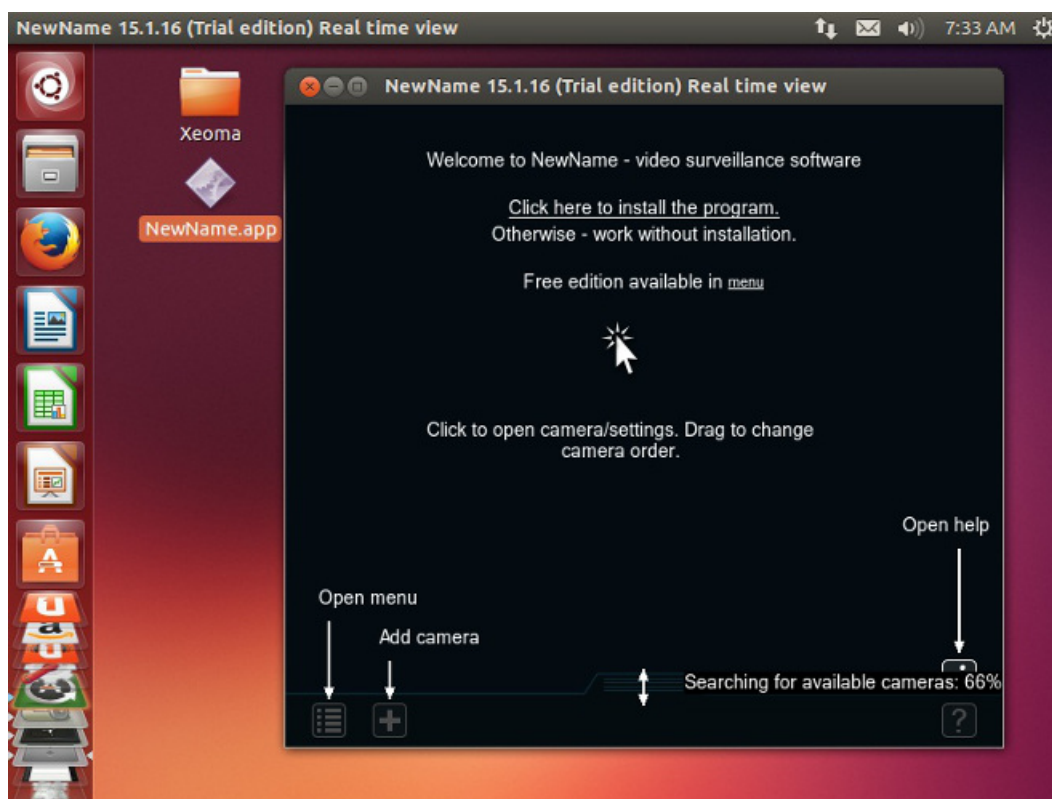 NewName 15.1.16 (Trial edition) Real time view
7:33 AM
Xeoma
NewName.app
NewName 15.1.16 (Trial edition) Real time view
Welcome to NewName - video surveillance software
Click here to install the program.
Otherwise - work without installation.
Free edition available in menu
Click to open camera/settings. Drag to change
camera order.
Open help
Open menu
Add camera
Searching for available cameras: 66%
?